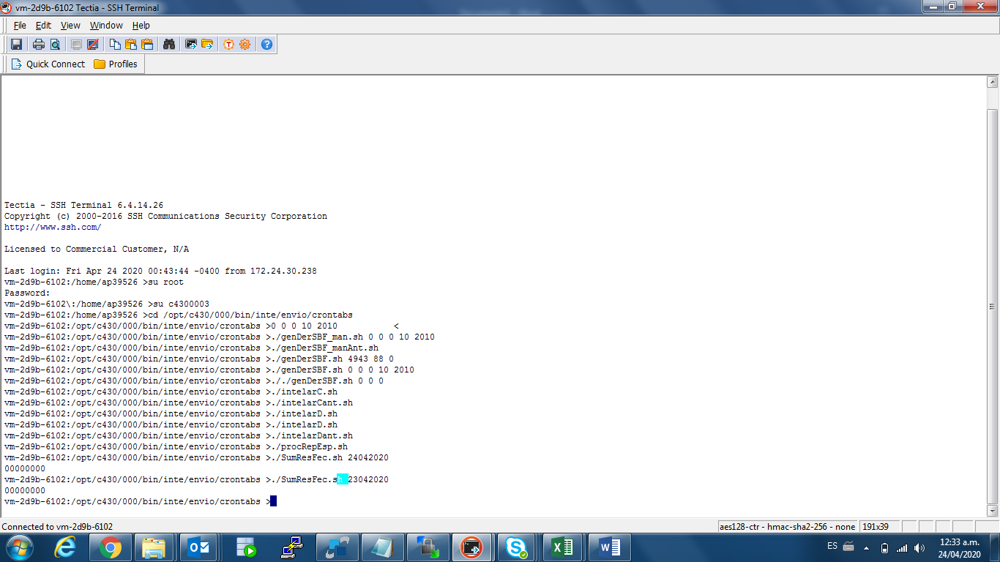 vm-2d9b-6102 Tectia - SSH Terminal
File Edit View Window Help
Quick Connect Profiles
Tectia - SSH Terminal 6.4.14.26
Copyright (c) 2000-2016 SSH Communications Security Corporation
http://www.ssh.com/
Licensed to Commercial Customer, N/A
Last login: Fri Apr 24 2020 00:43:44 -0400 from 172.24.30.238
vm-2d9b-6102:/home/ap39526 >su root
Password:
vm-2d9b-6102\:/home/ap39526 >su c4300003
vm-2d9b-6102:/home/ap39526 >cd /opt/c430/000/bin/inte/envio/crontabs
vm-2d9b-6102:/opt/c430/000/bin/inte/envio/crontabs >0 0 0 10 2010 <
vm-2d9b-6102:/opt/c430/000/bin/inte/envio/crontabs >./genDerSBF_man.sh 0 0 0 10 2010
vm-2d9b-6102:/opt/c430/000/bin/inte/envio/crontabs >./genDerSBF_manAnt.sh
vm-2d9b-6102:/opt/c430/000/bin/inte/envio/crontabs >./genDerSBF.sh 4943 88 0
vm-2d9b-6102:/opt/c430/000/bin/inte/envio/crontabs >./genDerSBF.sh 0 0 0 10 2010
vm-2d9b-6102:/opt/c430/000/bin/inte/envio/crontabs >././genDerSBF.sh 0 0 0
vm-2d9b-6102:/opt/c430/000/bin/inte/envio/crontabs >./intelarC.sh
vm-2d9b-6102:/opt/c430/000/bin/inte/envio/crontabs >./intelarCant.sh
vm-2d9b-6102:/opt/c430/000/bin/inte/envio/crontabs >./intelarD.sh
vm-2d9b-6102:/opt/c430/000/bin/inte/envio/crontabs >./intelarD.sh
vm-2d9b-6102:/opt/c430/000/bin/inte/envio/crontabs >./intelarDant.sh
vm-2d9b-6102:/opt/c430/000/bin/inte/envio/crontabs >./procRepEsp.sh
vm-2d9b-6102:/opt/c430/000/bin/inte/envio/crontabs >./SumResFec.sh 24042020
00000000
vm-2d9b-6102:/opt/c430/000/bin/inte/envio/crontabs >./SumResFec.sh 23042020
00000000
vm-2d9b-6102:/opt/c430/000/bin/inte/envio/crontabs >
Connected to vm-2d9b-6102 aes128-ctr - hmac-sha2-256 - none 191x39
ES 12:33 a.m.
24/04/2020